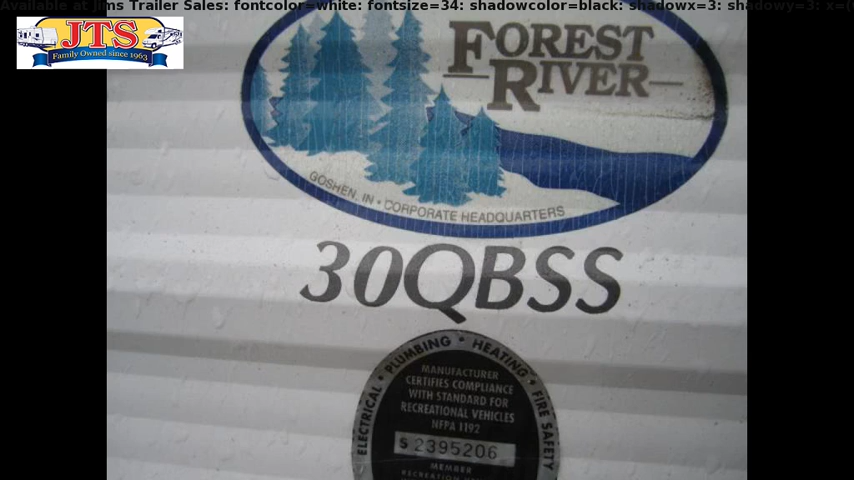 Available at Jims Trailer Sales: fontcolor=white: fontsize=34: shadowcolor=black: shadowx=3: shadowy=3: x=(
JTS
Family Owned since 1963
FOREST
RIVER
GOSHEN, IN • CORPORATE HEADQUARTERS
30QBSS
ELECTRICAL • PLUMBING • HEATING • FIRE SAFETY
MANUFACTURER
CERTIFIES COMPLIANCE
WITH STANDARD FOR
RECREATIONAL VEHICLES
NFPA 1192
S 2395206
MEMBER